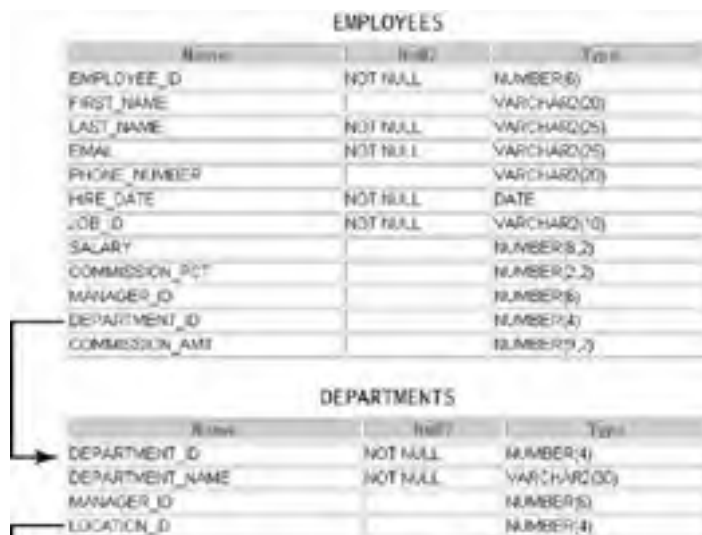 EMPLOYEES
Name Null? Type
EMPLOYEE_ID NOT NULL NUMBER(6)
FIRST_NAME VARCHAR2(20)
LAST_NAME NOT NULL VARCHAR2(25)
EMAIL NOT NULL VARCHAR2(25)
PHONE_NUMBER VARCHAR2(20)
HIRE_DATE NOT NULL DATE
JOB_ID NOT NULL VARCHAR2(10)
SALARY NUMBER(8,2)
COMMISSION_PCT NUMBER(2,2)
MANAGER_ID NUMBER(6)
DEPARTMENT_ID NUMBER(4)
COMMISSION_AMT NUMBER(9,2)
DEPARTMENTS
Name Null? Type
DEPARTMENT_ID NOT NULL NUMBER(4)
DEPARTMENT_NAME NOT NULL VARCHAR2(30)
MANAGER_ID NUMBER(6)
LOCATION_ID NUMBER(4)